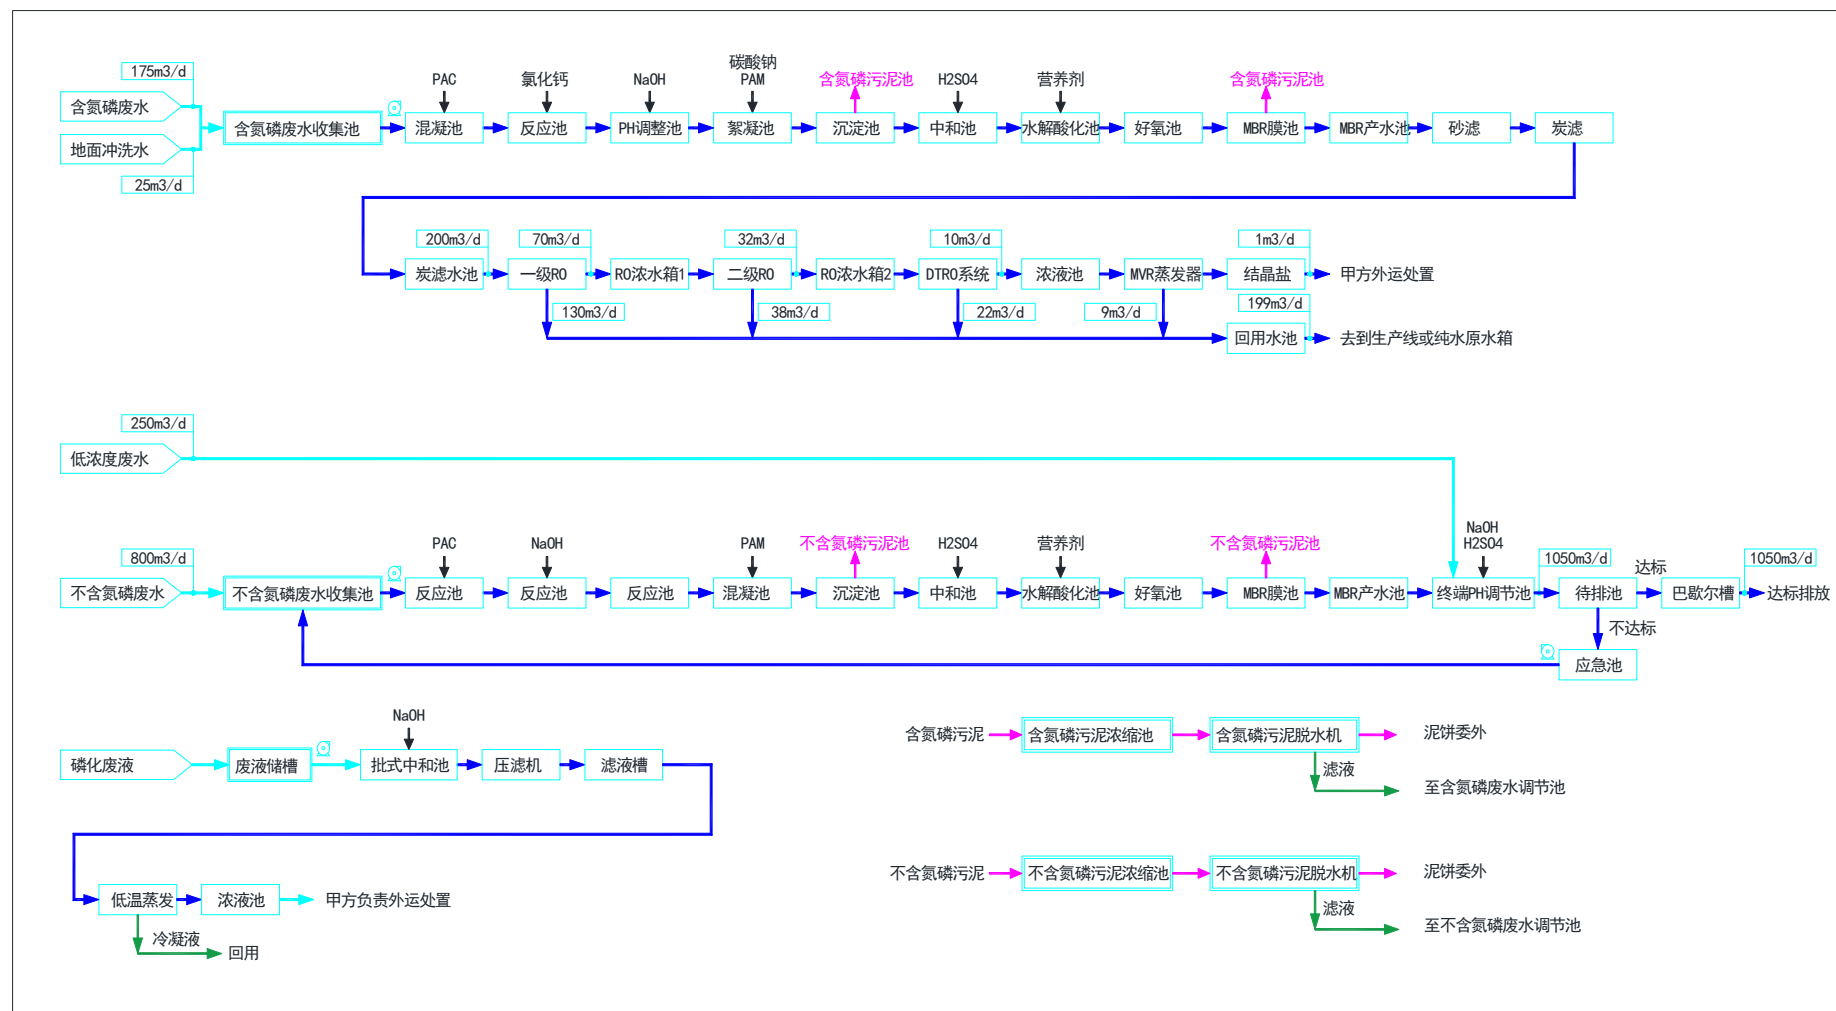 175m3/d
含氮磷废水
地面冲洗水
25m3/d
含氮磷废水收集池
PAC
氯化钙
NaOH
碳酸钠
PAM
含氮磷污泥池
H2SO4
营养剂
含氮磷污泥池
混凝池
反应池
PH调整池
絮凝池
沉淀池
中和池
水解酸化池
好氧池
MBR膜池
MBR产水池
砂滤
炭滤
200m3/d
70m3/d
32m3/d
10m3/d
1m3/d
炭滤水池
一级RO
RO浓水箱1
二级RO
RO浓水箱2
DTRO系统
浓液池
MVR蒸发器
结晶盐
甲方外运处置
130m3/d
38m3/d
22m3/d
9m3/d
199m3/d
回用水池
去到生产线或纯水原水箱
250m3/d
低浓度废水
800m3/d
不含氮磷废水
不含氮磷废水收集池
PAC
NaOH
PAM
不含氮磷污泥池
H2SO4
营养剂
不含氮磷污泥池
NaOH
H2SO4
1050m3/d
达标
1050m3/d
反应池
反应池
反应池
混凝池
沉淀池
中和池
水解酸化池
好氧池
MBR膜池
MBR产水池
终端PH调节池
待排池
巴歇尔槽
达标排放
不达标
应急池
NaOH
磷化废液
废液储槽
批式中和池
压滤机
滤液槽
低温蒸发
浓液池
甲方负责外运处置
冷凝液
回用
含氮磷污泥
含氮磷污泥浓缩池
含氮磷污泥脱水机
泥饼委外
滤液
至含氮磷废水调节池
不含氮磷污泥
不含氮磷污泥浓缩池
不含氮磷污泥脱水机
泥饼委外
滤液
至不含氮磷废水调节池